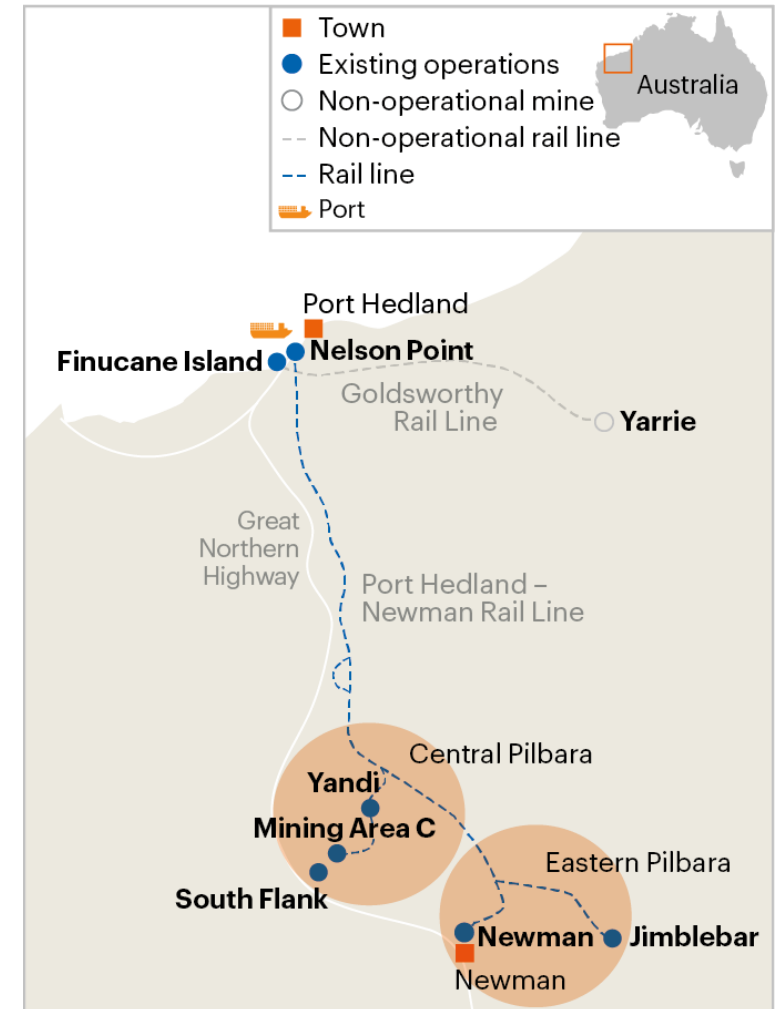 Town
Existing operations
Non-operational mine
Non-operational rail line
Rail line
Port
Australia
Port Hedland
Nelson Point
Finucane Island
Goldsworthy
Rail Line
Yarrie
Great
Northern
Highway
Port Hedland –
Newman Rail Line
Central Pilbara
Yandi
Mining Area C
South Flank
Eastern Pilbara
Newman
Jimblebar
Newman